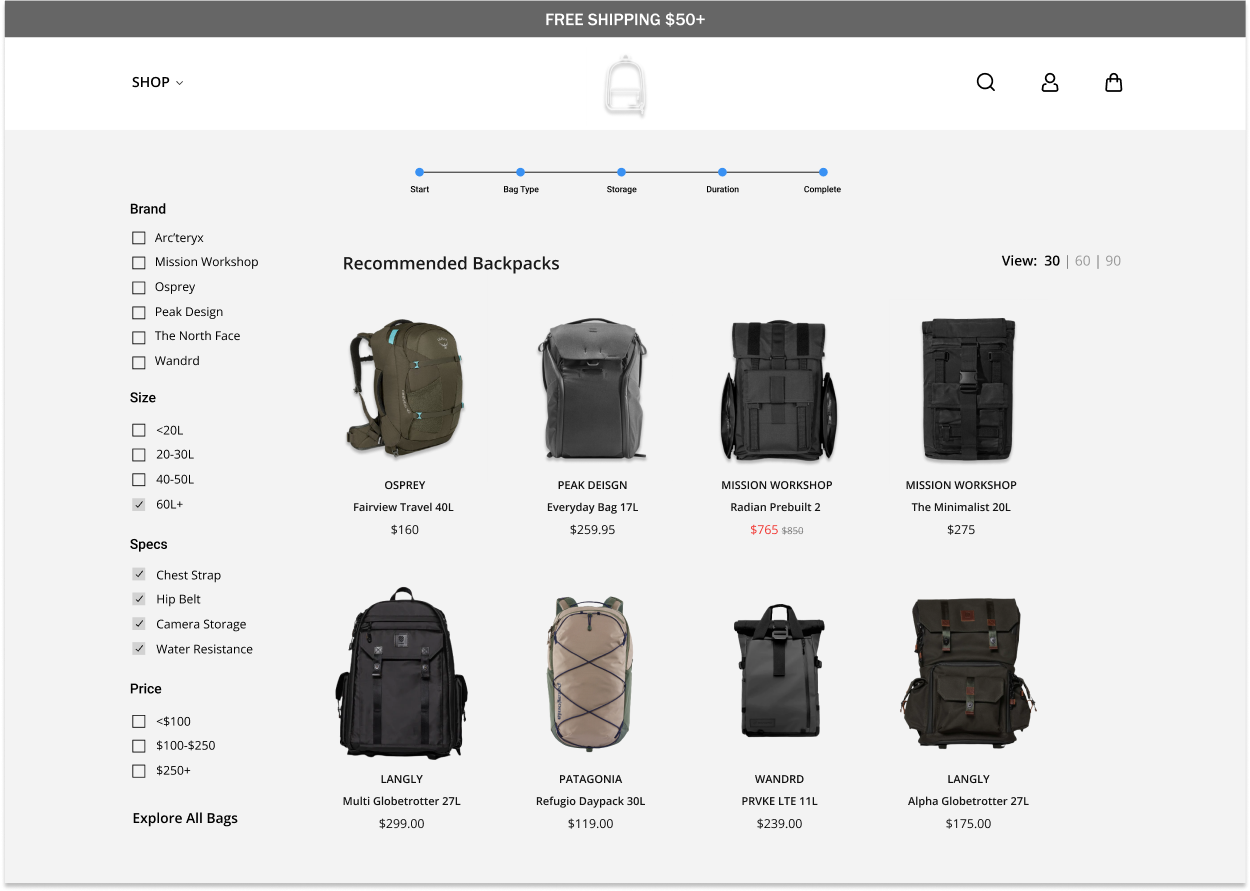 FREE SHIPPING $50+
SHOP
Start Bag Type Storage Duration Complete
Brand
Arc'teryx
Mission Workshop
Osprey
Peak Design
The North Face
Wandrd
Size
<20L
20-30L
40-50L
60L+
Specs
Chest Strap
Hip Belt
Camera Storage
Water Resistance
Price
<$100
$100-$250
$250+
Explore All Bags
Recommended Backpacks
View: 30 | 60 | 90
OSPREY
Fairview Travel 40L
$160
PEAK DEISGN
Everyday Bag 17L
$259.95
MISSION WORKSHOP
Radian Prebuilt 2
$765 $850
MISSION WORKSHOP
The Minimalist 20L
$275
LANGLY
Multi Globetrotter 27L
$299.00
PATAGONIA
Refugio Daypack 30L
$119.00
WANDRD
PRVKE LTE 11L
$239.00
LANGLY
Alpha Globetrotter 27L
$175.00